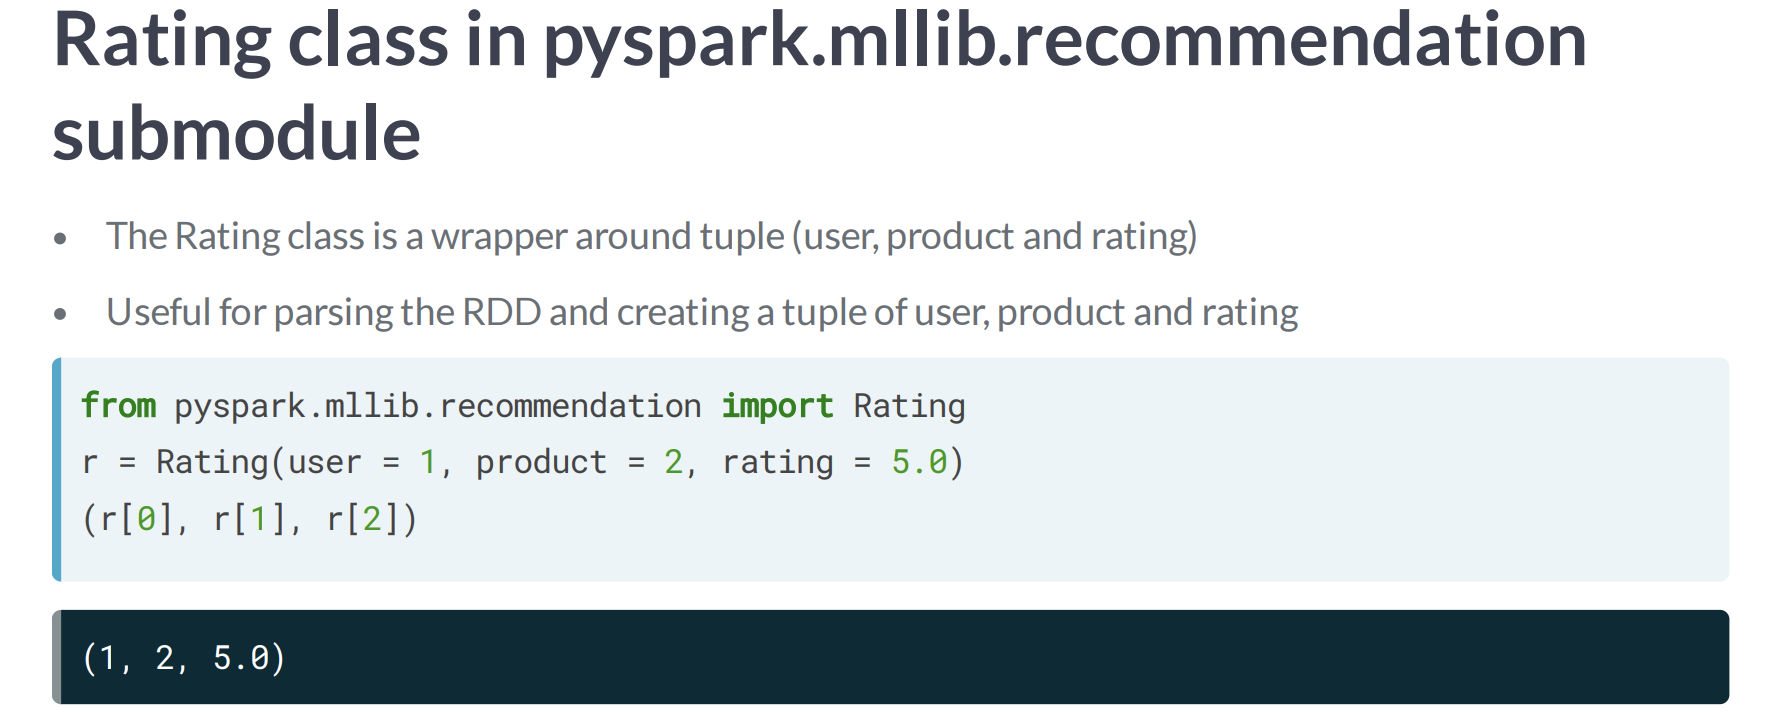 Rating class in pyspark.mllib.recommendation
submodule
• The Rating class is a wrapper around tuple (user, product and rating)
• Useful for parsing the RDD and creating a tuple of user, product and rating
from pyspark.mllib.recommendation import Rating
r = Rating(user = 1, product = 2, rating = 5.0)
(r[0], r[1], r[2])
(1, 2, 5.0)